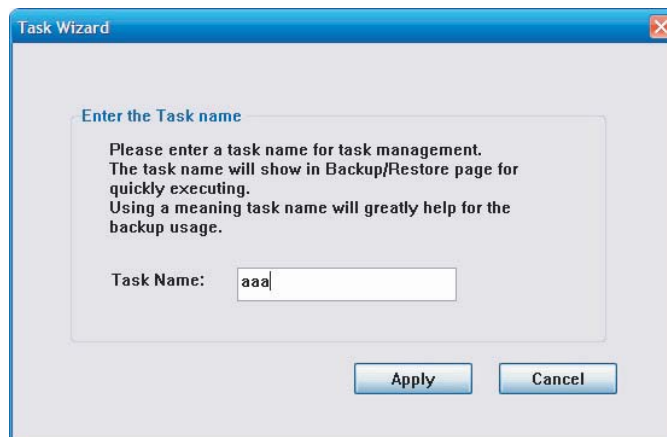 Task Wizard
Enter the Task name
Please enter a task name for task management.
The task name will show in Backup/Restore page for
quickly executing.
Using a meaning task name will greatly help for the
backup usage.
Task Name: aaa
Apply Cancel